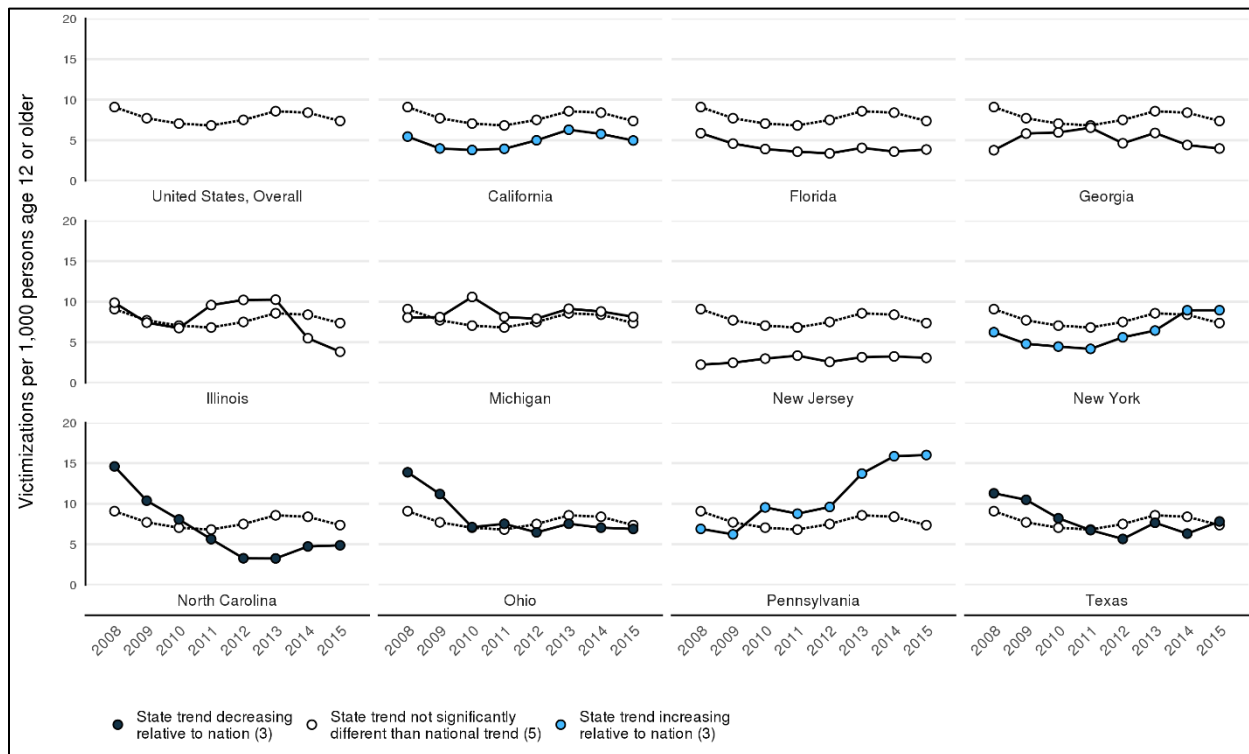 Victimizations per 1,000 persons age 12 or older
20
15
10
5
0
United States, Overall
California
Florida
Georgia
20
15
10
5
0
Illinois
Michigan
New Jersey
New York
20
15
10
5
0
North Carolina
Ohio
Pennsylvania
Texas
2008 2009 2010 2011 2012 2013 2014 2015
2008 2009 2010 2011 2012 2013 2014 2015
2008 2009 2010 2011 2012 2013 2014 2015
2008 2009 2010 2011 2012 2013 2014 2015
State trend decreasing
relative to nation (3)
State trend not significantly
different than national trend (5)
State trend increasing
relative to nation (3)